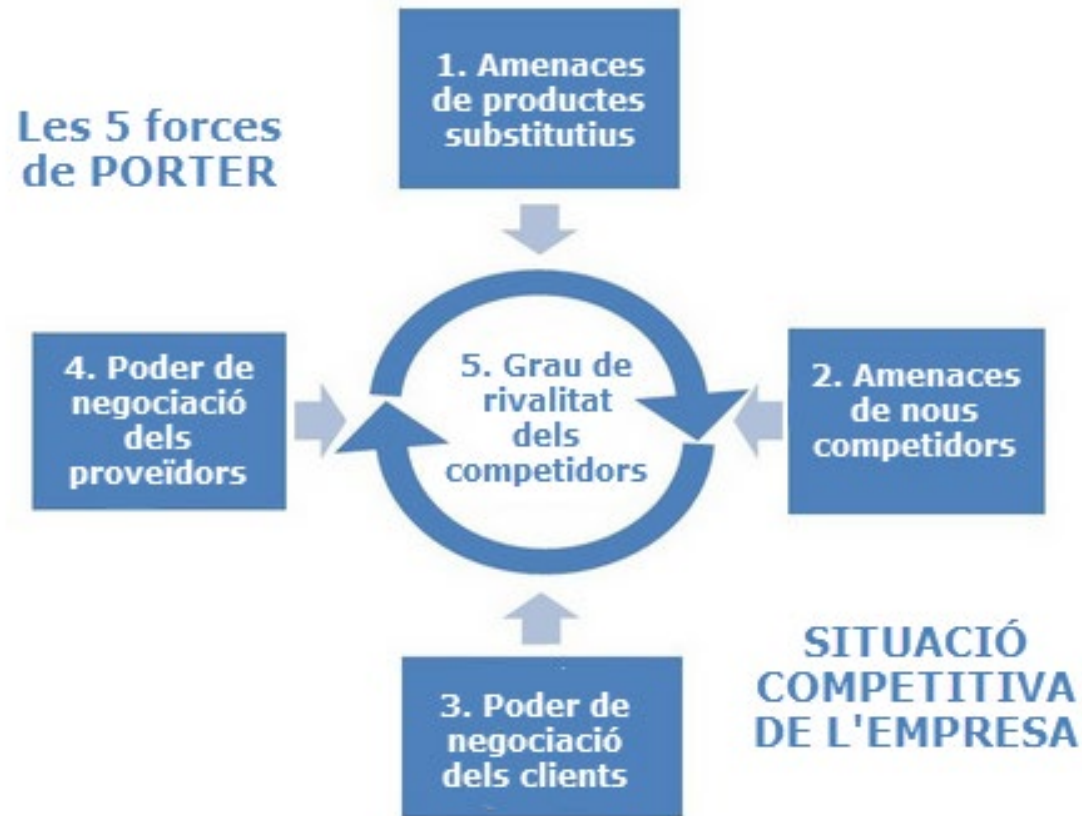 Les 5 forces
de PORTER
1. Amenaces
de productes
substitutius
4. Poder de
negociació
dels
proveïdors
5. Grau de
rivalitat
dels
competidors
2. Amenaces
de nous
competidors
3. Poder de
negociació
dels clients
SITUACIÓ
COMPETITIVA
DE L'EMPRESA